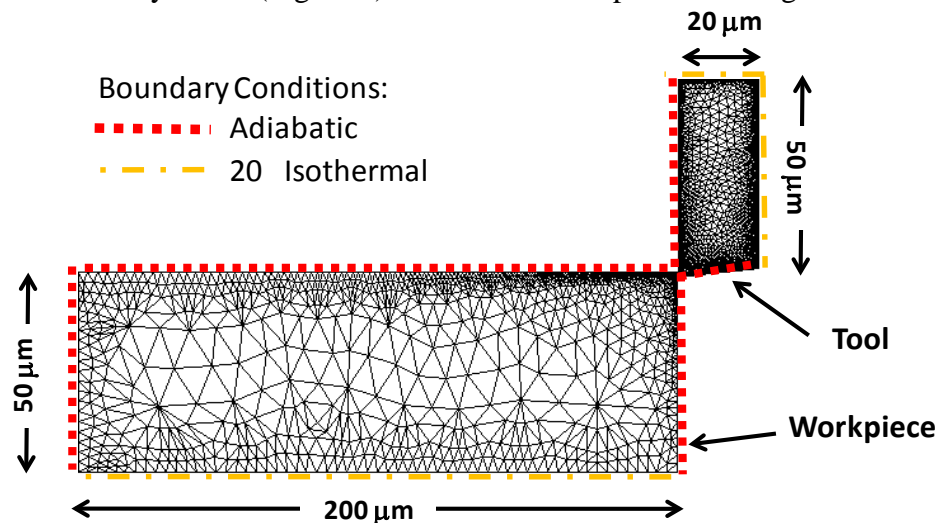 20 μm
Boundary Conditions:
Adiabatic
20 Isothermal
50 μm
50 μm
Tool
Workpiece
200 μm